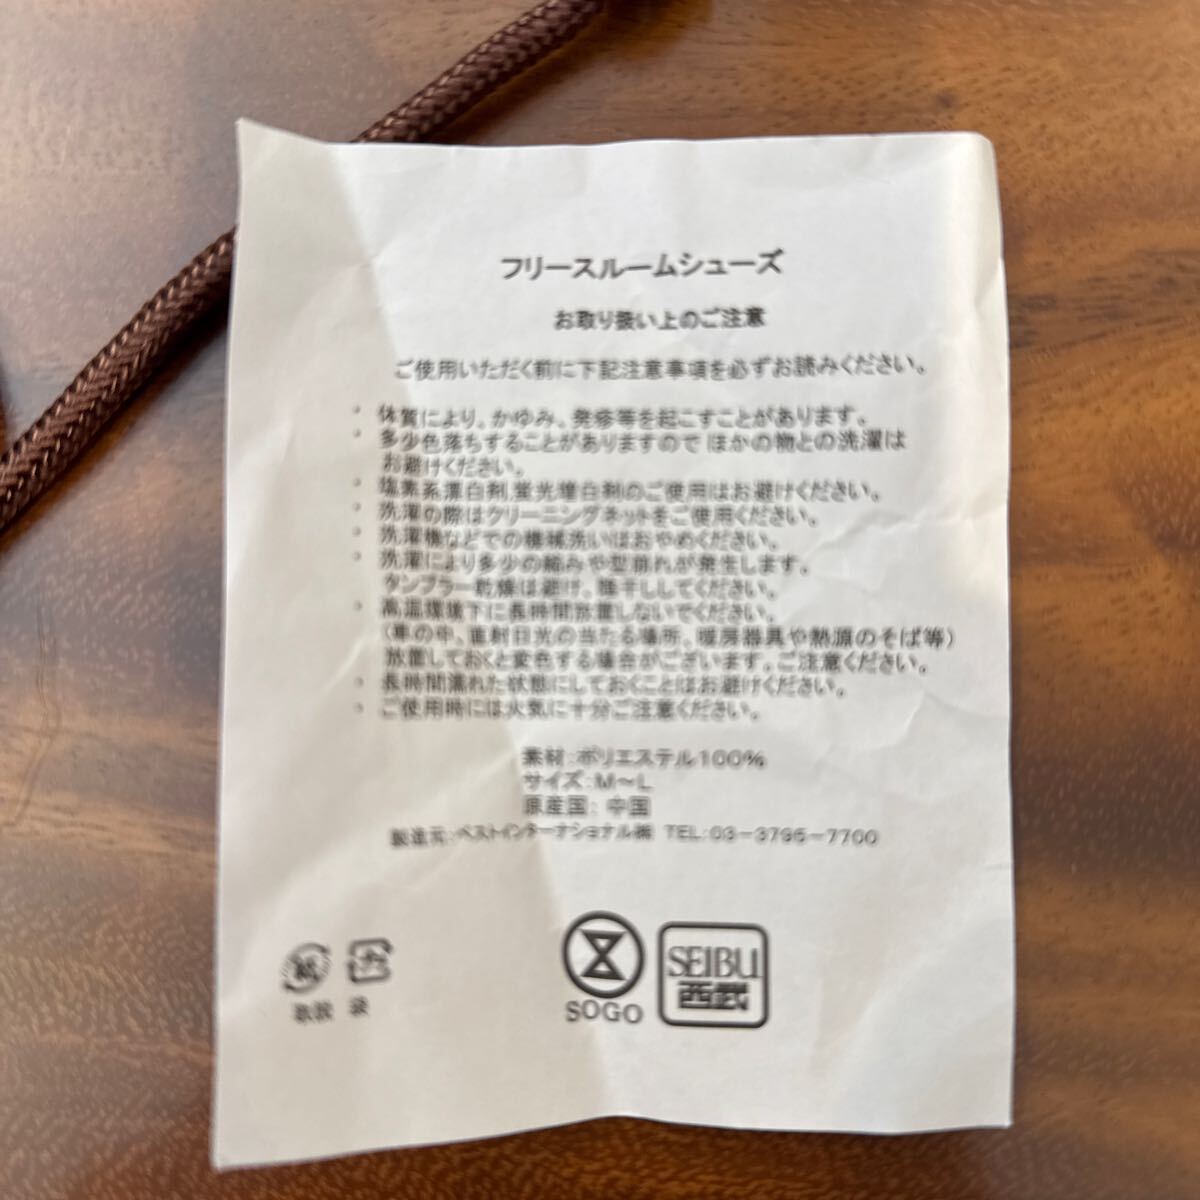 フリースルームシューズ
お取り扱い上のご注意
ご使用いただく前に下記注意事項を必ずお読みください。
・ 体質により、かゆみ、発疹等を起こすことがあります。
・ 多少色落ちすることがありますので ほかの物との洗濯は
お避けください。
・ 塩素系漂白剤,蛍光増白剤のご使用はお避けください。
・ 洗濯の際はクリーニングネットをご使用ください。
・ 洗濯機などでの機械洗いはおやめください。
・ 洗濯により多少の縮みや型崩れが発生します。
タンブラー乾燥は避け、陰干ししてください。
・ 高温環境下に長時間放置しないでください。
(車の中、直射日光の当たる場所、暖房器具や熱源のそば等)
放置しておくと変色する場合がございます。ご注意ください。
・ 長時間濡れた状態にしておくことはお避けください。
・ ご使用時には火気に十分ご注意ください。
素材:ポリエステル100%
サイズ:M～L
原産国: 中国
製造元:ベストインターナショナル㈱ TEL:03-3795-7700
紙 プラ
取説 袋
SOGO
SEIBU
西武